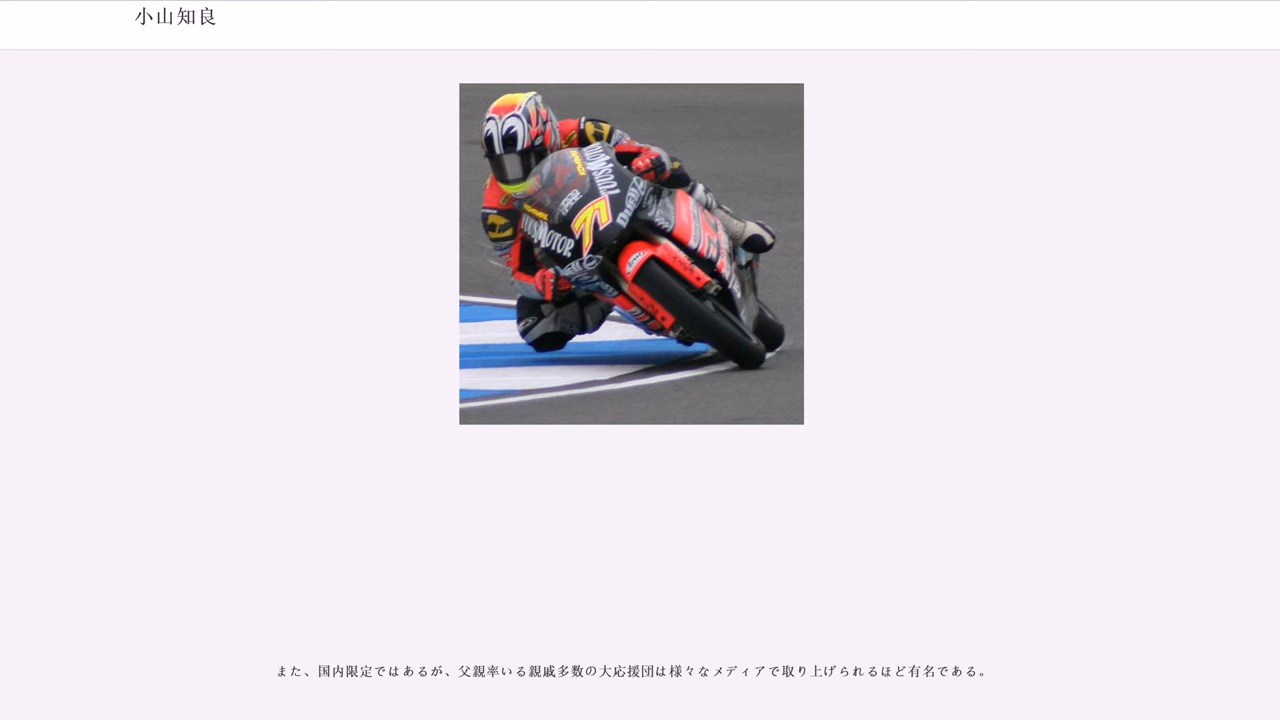 小山知良
71
また、国内限定ではあるが、父親率いる親戚多数の大応援団は様々なメディアで取り上げられるほど有名である。